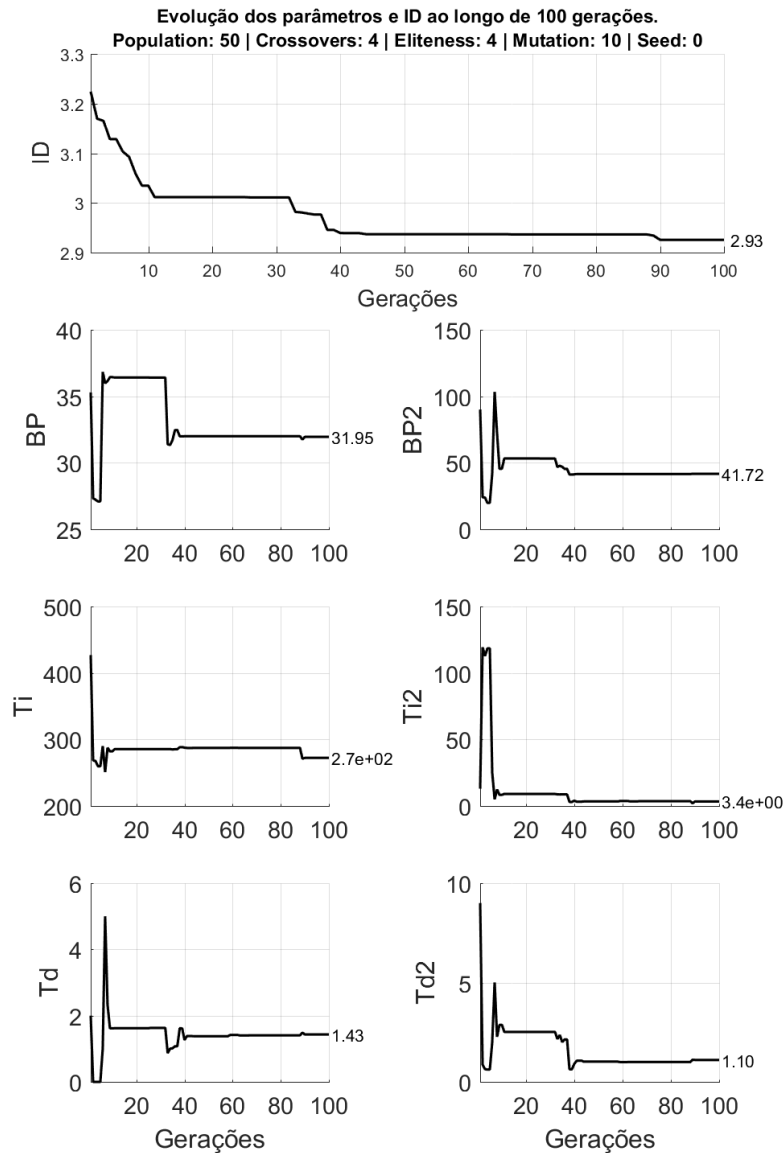 Evolução dos parâmetros e ID ao longo de 100 gerações.
Population: 50 | Crossovers: 4 | Eliteness: 4 | Mutation: 10 | Seed: 0
3.3
3.2
3.1
3
2.9
ID
2.93
10 20 30 40 50 60 70 80 90 100
Gerações
40
35
30
25
BP
31.95
20 40 60 80 100
150
100
50
0
BP2
41.72
20 40 60 80 100
500
400
300
200
Ti
2.7e+02
20 40 60 80 100
150
100
50
0
Ti2
3.4e+00
20 40 60 80 100
6
4
2
0
Td
1.43
20 40 60 80 100
Gerações
10
5
0
Td2
1.10
20 40 60 80 100
Gerações